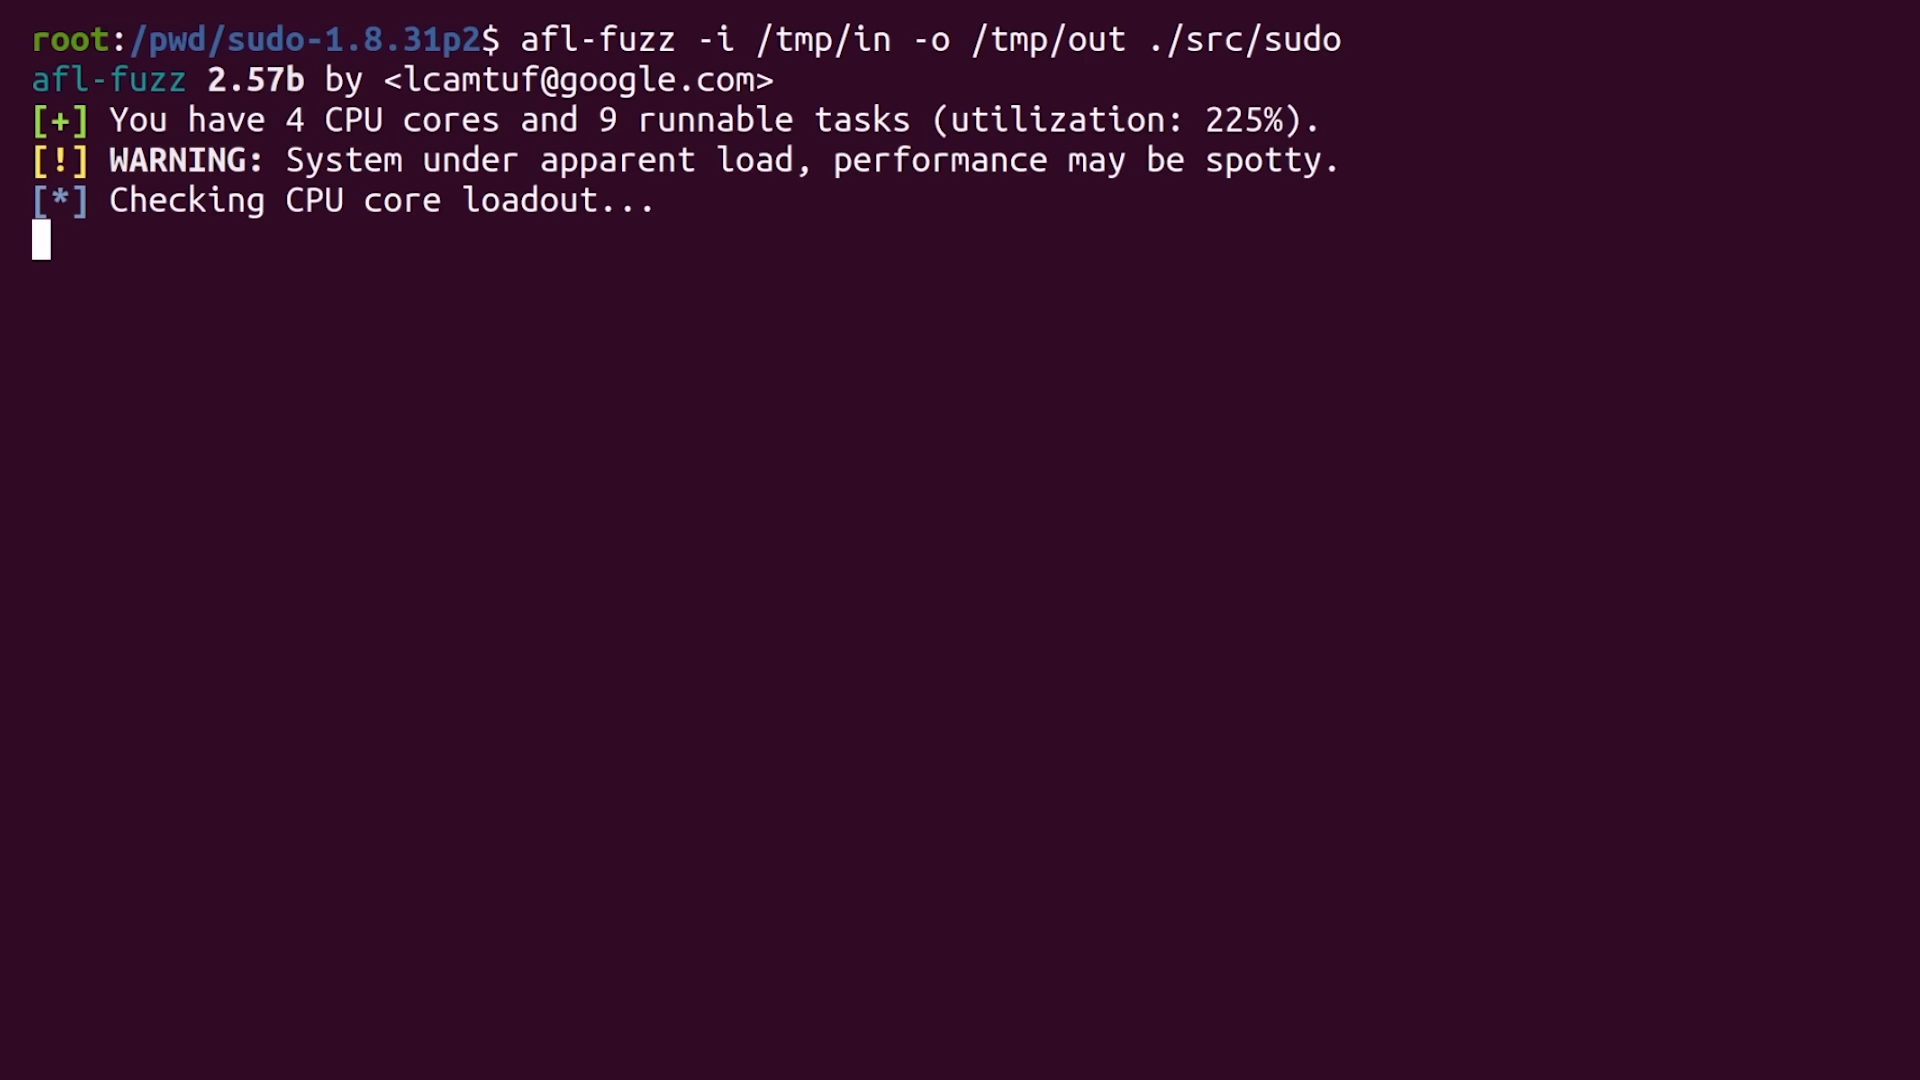 root:/pwd/sudo-1.8.31p2$ afl-fuzz -i /tmp/in -o /tmp/out ./src/sudo
afl-fuzz 2.57b by <lcamtuf@google.com>
[+] You have 4 CPU cores and 9 runnable tasks (utilization: 225%).
[!] WARNING: System under apparent load, performance may be spotty.
[*] Checking CPU core loadout...